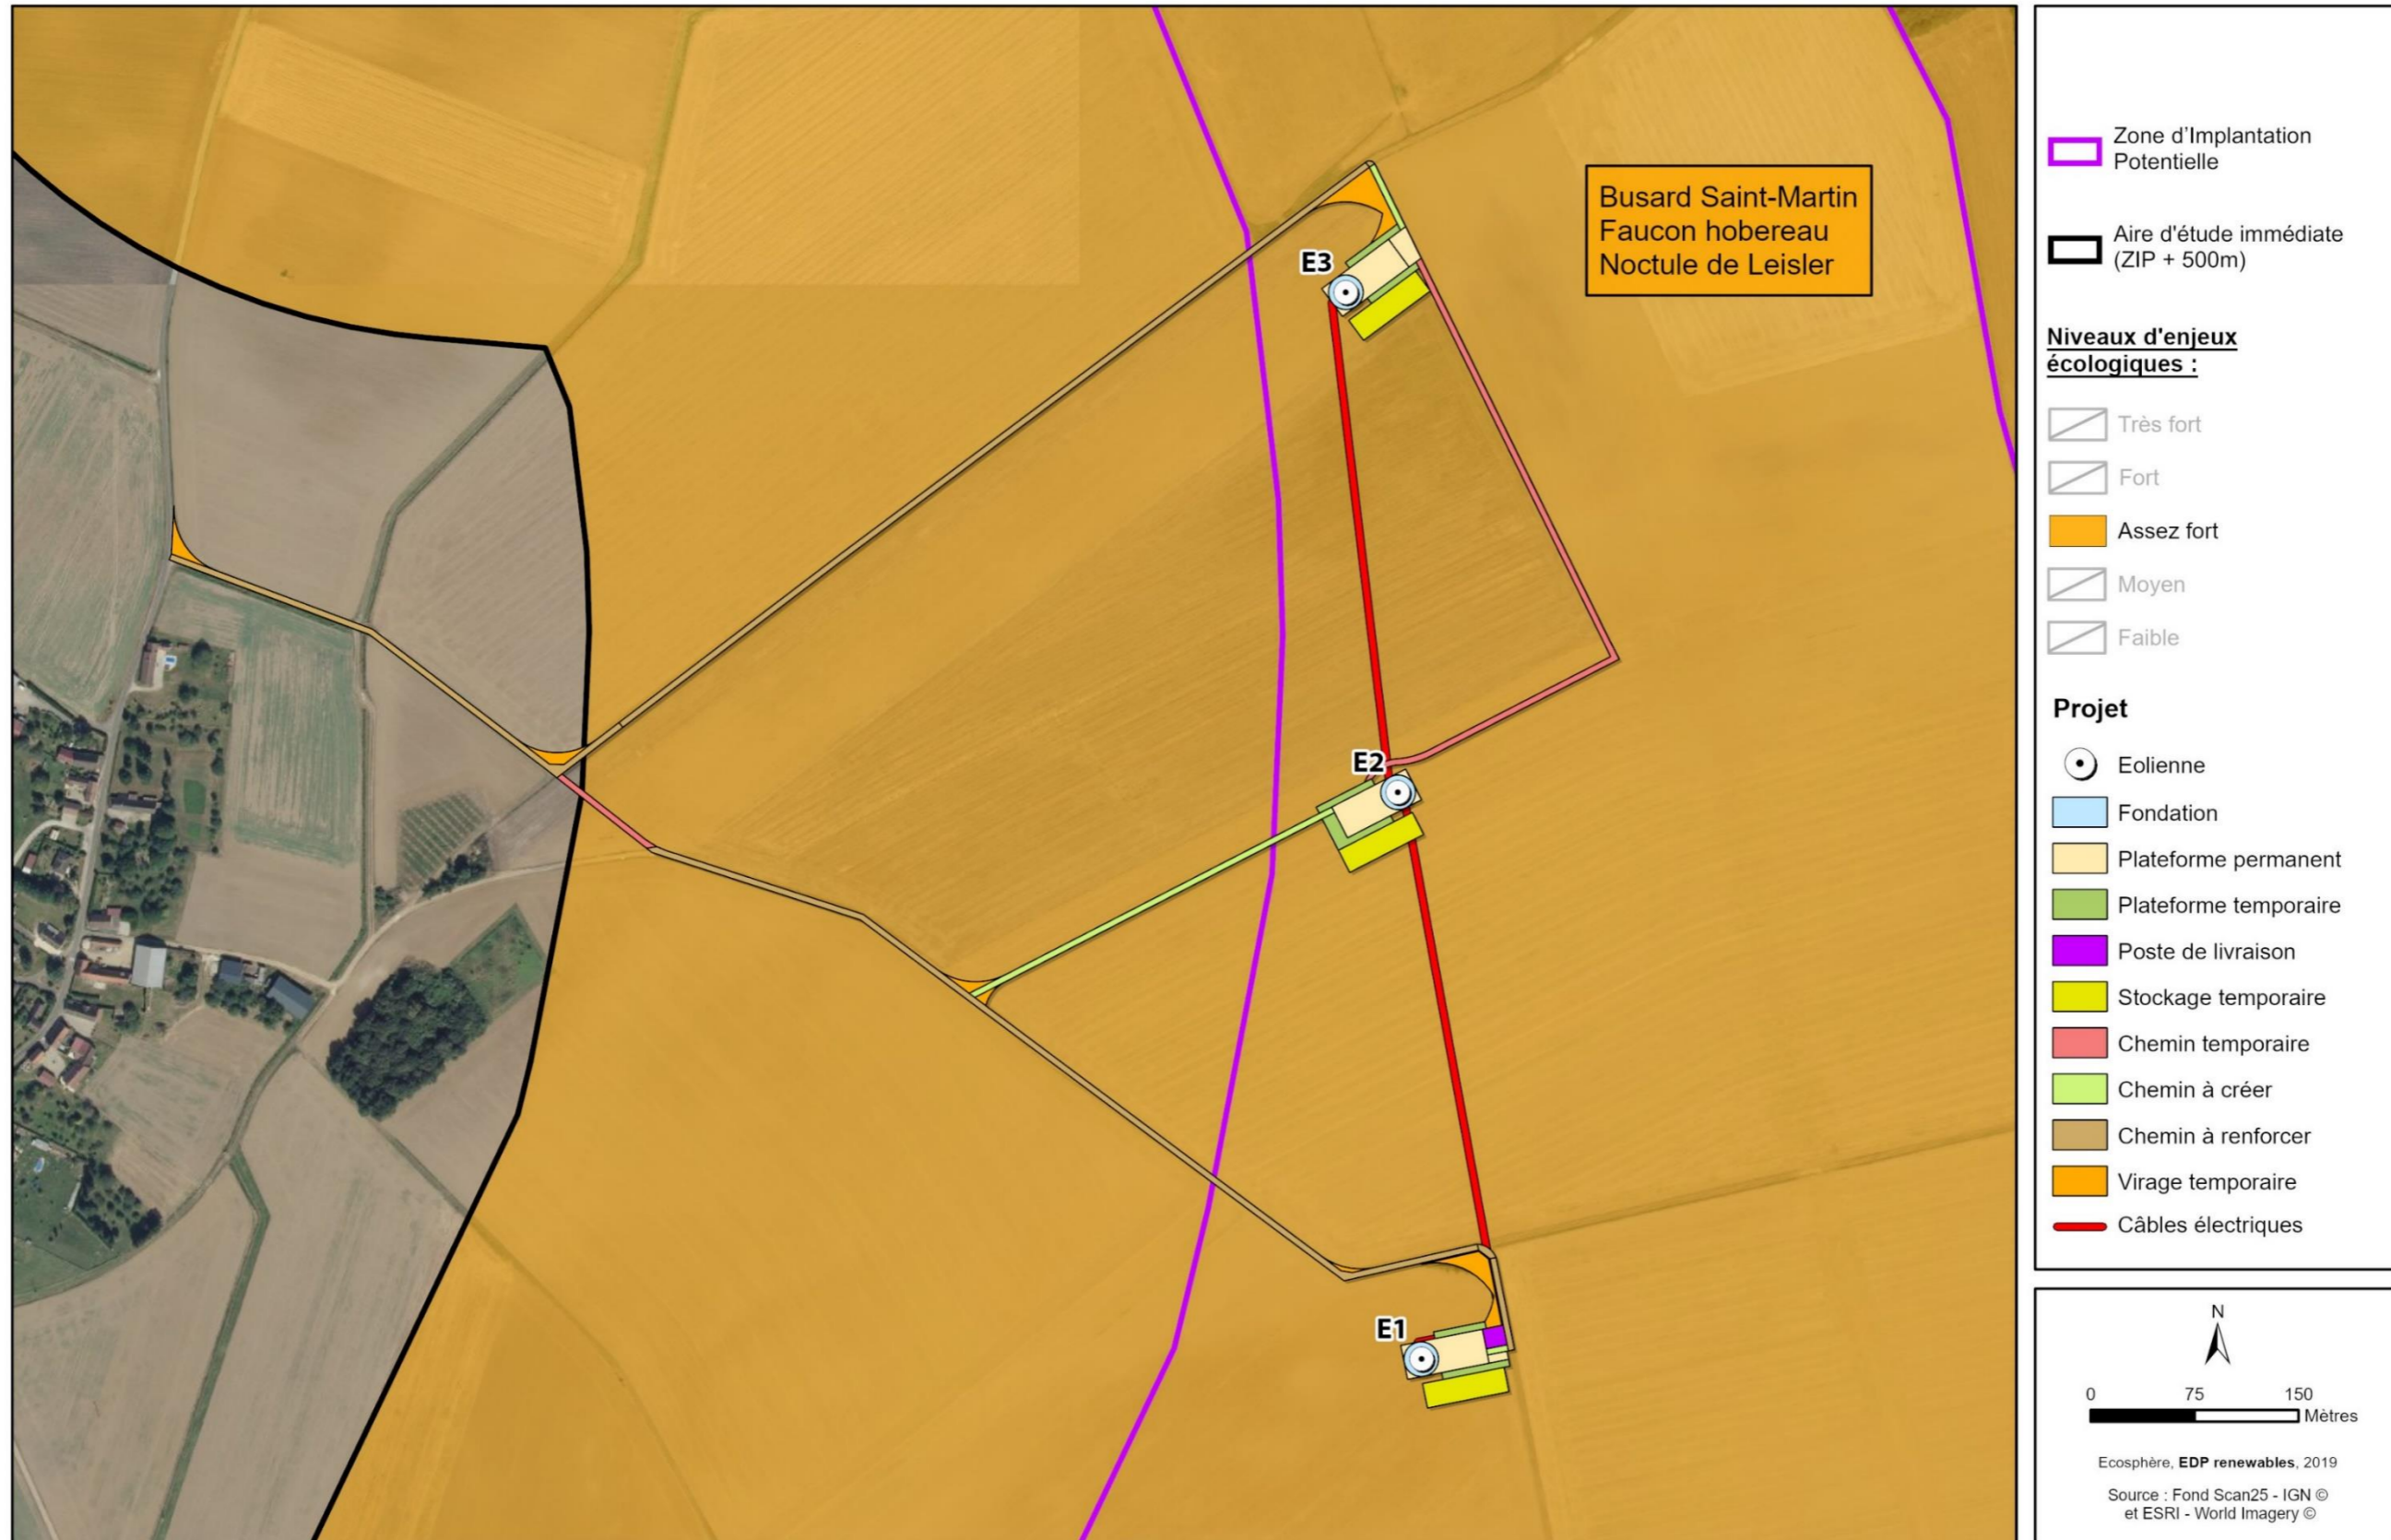 Busard Saint-Martin
Faucon hobereau
Noctule de Leisler
E3
E2
E1
Zone d'Implantation
Potentielle
Aire d'étude immédiate
(ZIP + 500m)
Niveaux d'enjeux
écologiques :
Très fort
Fort
Assez fort
Moyen
Faible
Projet
Eolienne
Fondation
Plateforme permanent
Plateforme temporaire
Poste de livraison
Stockage temporaire
Chemin temporaire
Chemin à créer
Chemin à renforcer
Virage temporaire
Câbles électriques
N
0 75 150
Mètres
Ecosphère, EDP renewables, 2019
Source : Fond Scan25 - IGN ©
et ESRI - World Imagery ©